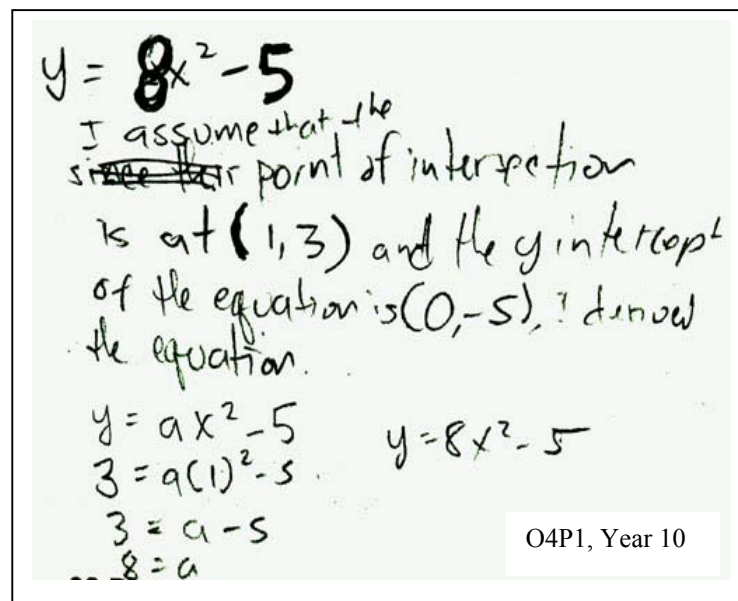 y = 8x² - 5
I assume that the
point of intersection
is at (1,3) and the y intercept
of the equation is (0,-5), I derived
the equation.
y = ax² - 5
y = 8x² - 5
3 = a(1)² - 5
3 = a - 5
8 = a
O4P1, Year 10